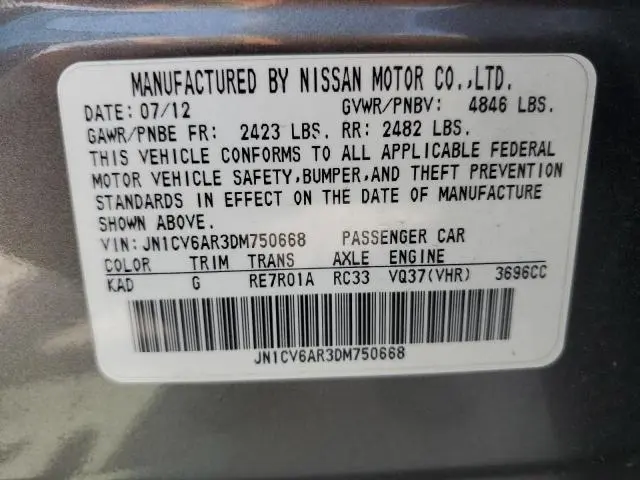 MANUFACTURED BY NISSAN MOTOR CO.,LTD.
DATE: 07/12 GVWR/PNBV: 4846 LBS.
GAWR/PNBE FR: 2423 LBS. RR: 2482 LBS.
THIS VEHICLE CONFORMS TO ALL APPLICABLE FEDERAL
MOTOR VEHICLE SAFETY,BUMPER,AND THEFT PREVENTION
STANDARDS IN EFFECT ON THE DATE OF MANUFACTURE
SHOWN ABOVE.
VIN: JN1CV6AR3DM750668 PASSENGER CAR
COLOR TRIM TRANS AXLE ENGINE
KAD G RE7R01A RC33 VQ37(VHR) 3696CC
JN1CV6AR3DM750668